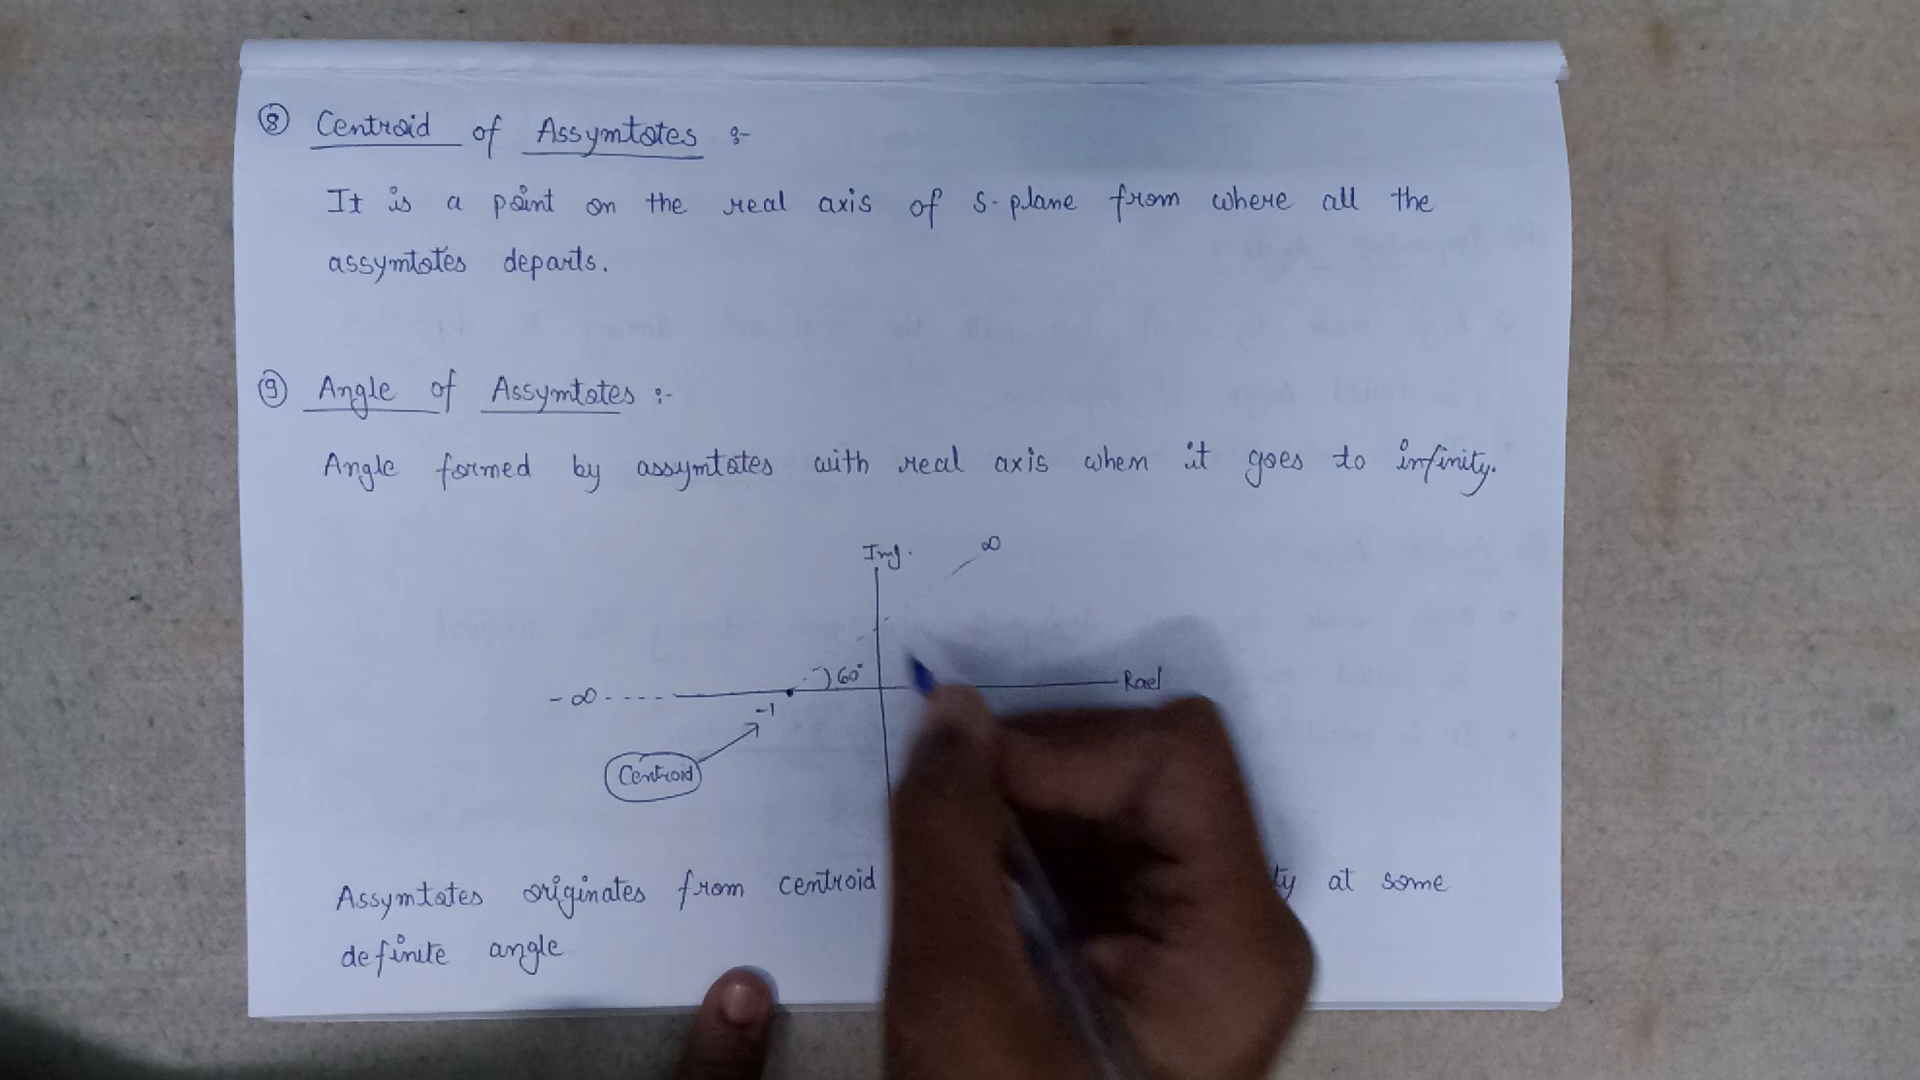 8 Centroid of Assymtotes :-
It is a point on the real axis of S-plane from where all the
assymtotes departs.
9 Angle of Assymtotes :-
Angle formed by assymtotes with real axis when it goes to infinity.
Img. ∞
60°
-∞ Rael
-1
Centroid
Assymtotes originates from centroid at some
definite angle